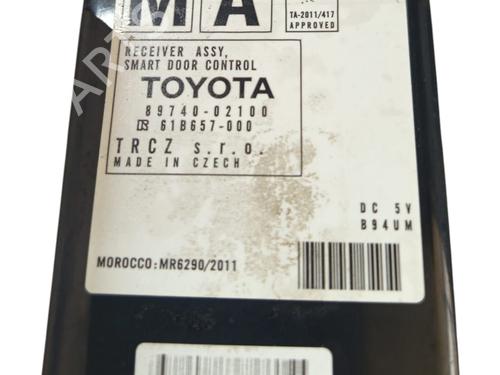 MA
TA-2011/417
APPROVED
RECEIVER ASSY,
SMART DOOR CONTROL
TOYOTA
89740-02100
61B657-000
TRCZ s.r.o.
MADE IN CZECH
DC 5V
B94UM
MOROCCO:MR6290/2011